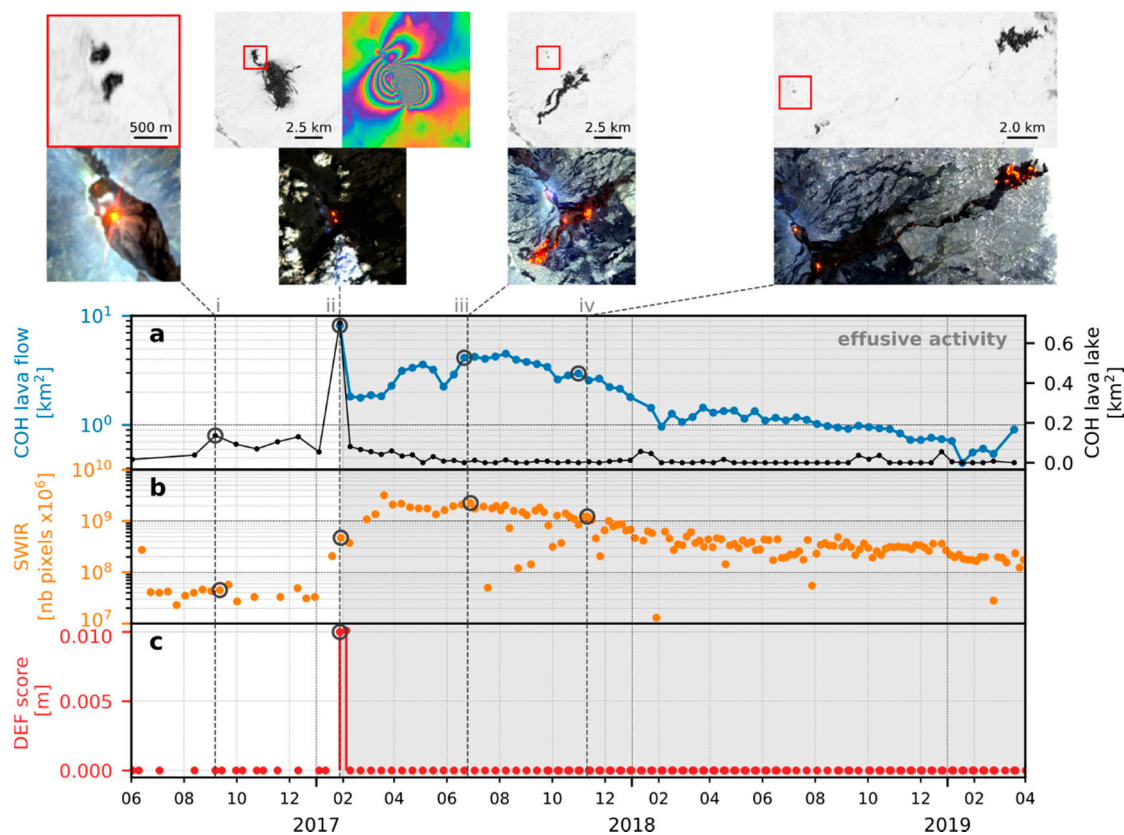 500 m
2.5 km
2.5 km
2.0 km
i
ii
iii
iv
a
effusive activity
COH lava flow
[km²]
10¹
10⁰
COH lava lake
[km²]
0.6
0.4
0.2
0.0
b
SWIR
[nb pixels x10⁶]
10¹⁰
10⁹
10⁸
10⁷
c
DEF score
[m]
0.010
0.005
0.000
06 08 10 12 02 04 06 08 10 12 02 04 06 08 10 12 02 04
2017 2018 2019